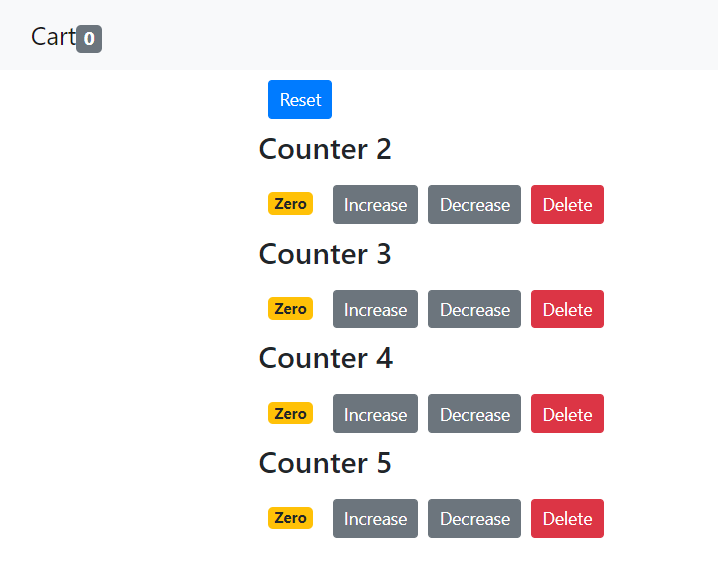 Cart 0
Reset
Counter 2
Zero Increase Decrease Delete
Counter 3
Zero Increase Decrease Delete
Counter 4
Zero Increase Decrease Delete
Counter 5
Zero Increase Decrease Delete